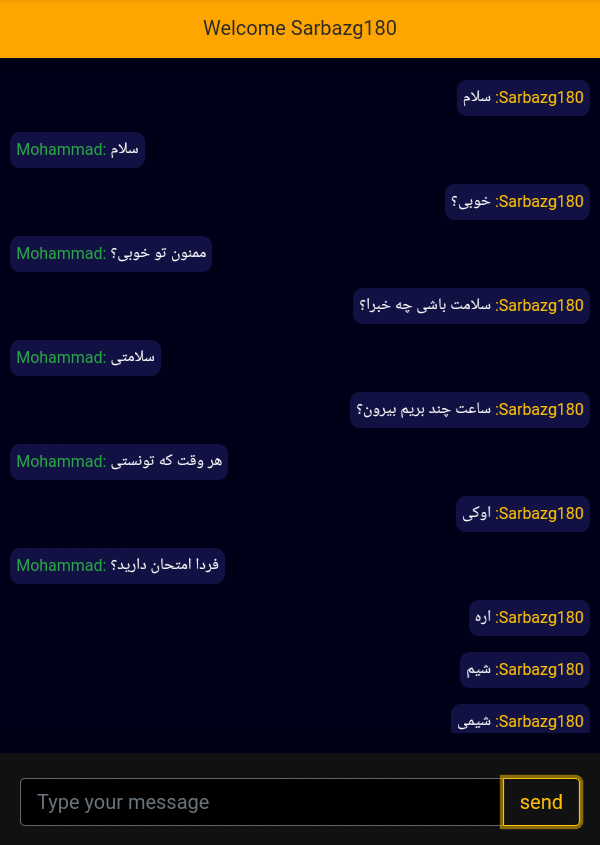 Welcome Sarbazg180
Sarbazg180: سلام
Mohammad: سلام
Sarbazg180: خوبی؟
Mohammad: ممنون تو خوبی؟
Sarbazg180: سلامت باشی چه خبرا؟
Mohammad: سلامتی
Sarbazg180: ساعت چند بریم بیرون؟
Mohammad: هر وقت که تونستی
Sarbazg180: اوکی
Mohammad: فردا امتحان دارید؟
Sarbazg180: اره
Sarbazg180: شیم
Sarbazg180: شیمی
Type your message
send